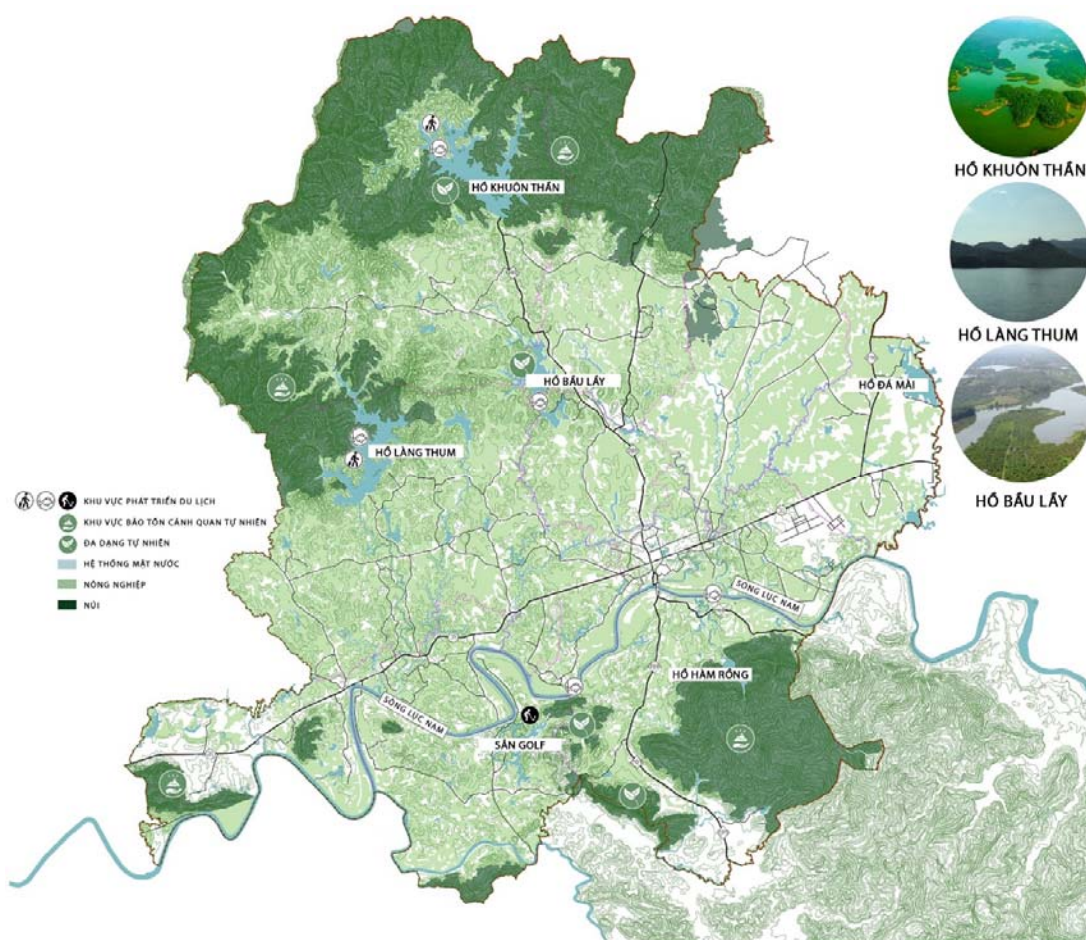 HỒ KHUÔN THẦN
HỒ KHUÔN THẦN
HỒ LÀNG THUM
HỒ BẦU LẦY
HỒ ĐÁ MÀI
HỒ BẦU LẤY
HỒ LÀNG THUM
KHU VỰC PHÁT TRIỂN DU LỊCH
KHU VỰC BẢO TỒN CẢNH QUAN TỰ NHIÊN
ĐA DẠNG TỰ NHIÊN
HỆ THỐNG MẶT NƯỚC
NÔNG NGHIỆP
NÚI
SÔNG LỤC NAM
HỒ HÀM RỒNG
SÔNG LỤC NAM
SÂN GOLF